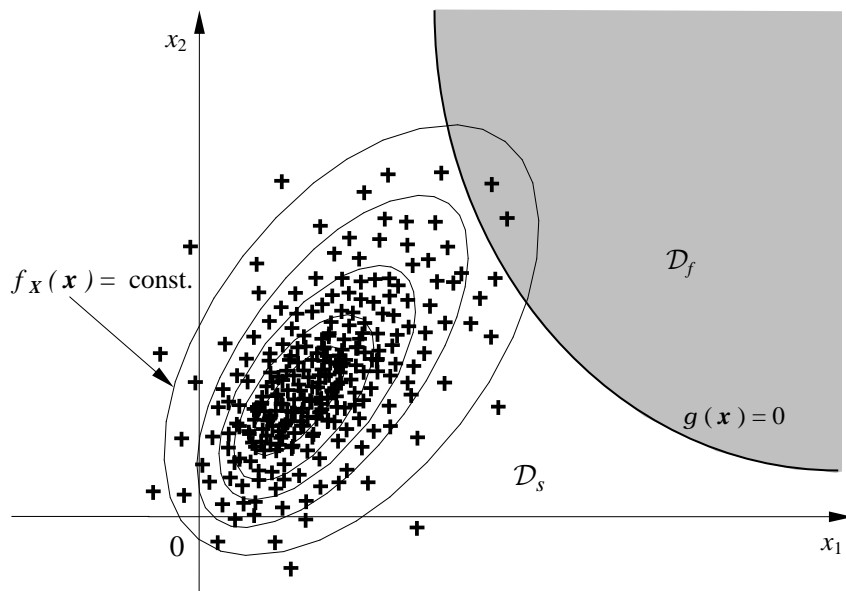 x₂
f_X(x) = const.
𝒟_f
g(x) = 0
𝒟_s
0
x₁